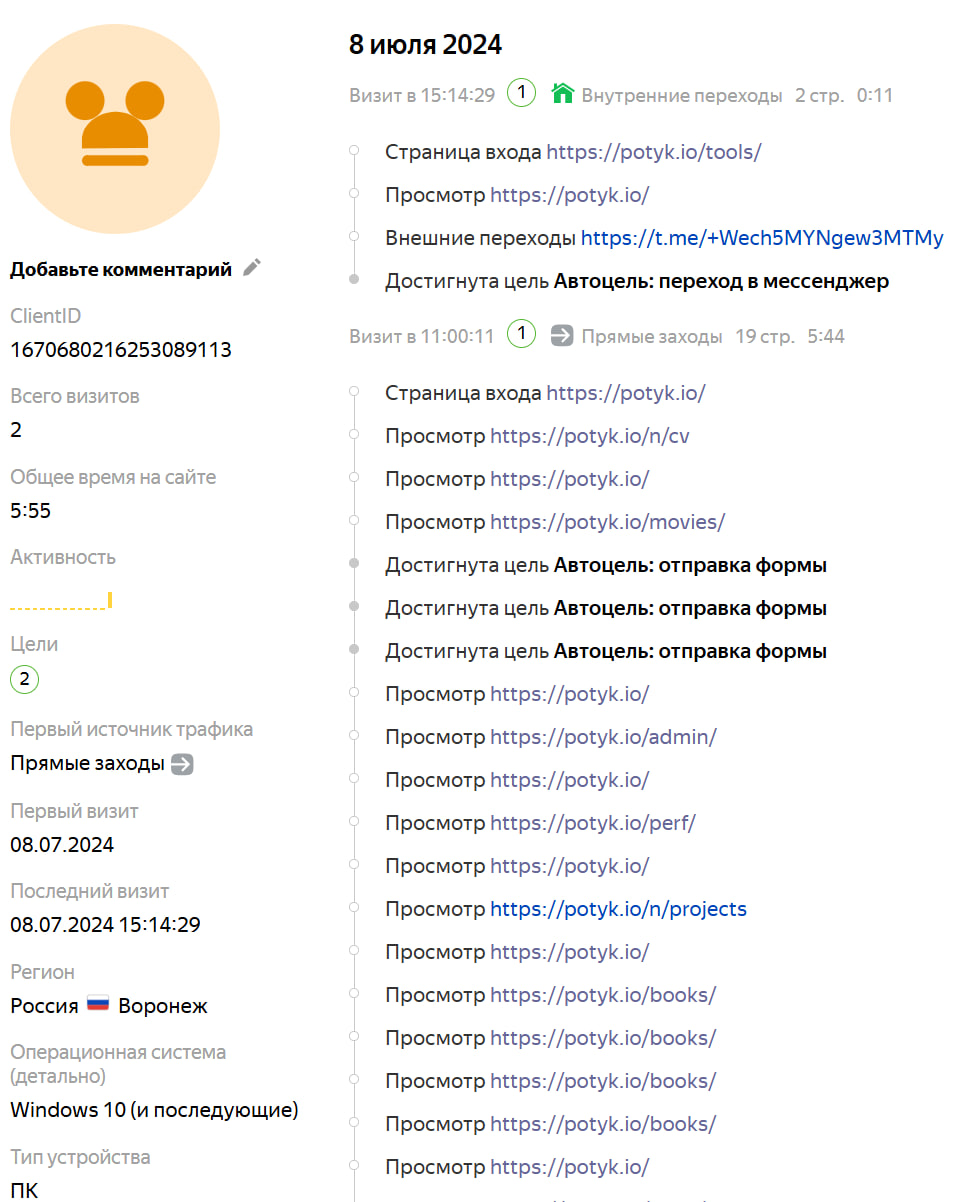 8 июля 2024
Визит в 15:14:29 1 Внутренние переходы 2 стр. 0:11
Страница входа https://potyk.io/tools/
Просмотр https://potyk.io/
Внешние переходы https://t.me/+Wech5MYNgew3MTMy
Достигнута цель Автоцель: переход в мессенджер
Визит в 11:00:11 1 Прямые заходы 19 стр. 5:44
Страница входа https://potyk.io/
Просмотр https://potyk.io/n/cv
Просмотр https://potyk.io/
Просмотр https://potyk.io/movies/
Достигнута цель Автоцель: отправка формы
Достигнута цель Автоцель: отправка формы
Достигнута цель Автоцель: отправка формы
Просмотр https://potyk.io/
Просмотр https://potyk.io/admin/
Просмотр https://potyk.io/
Просмотр https://potyk.io/perf/
Просмотр https://potyk.io/
Просмотр https://potyk.io/n/projects
Просмотр https://potyk.io/
Просмотр https://potyk.io/books/
Просмотр https://potyk.io/books/
Просмотр https://potyk.io/books/
Просмотр https://potyk.io/books/
Просмотр https://potyk.io/
Добавьте комментарий
ClientID
1670680216253089113
Всего визитов
2
Общее время на сайте
5:55
Активность
Цели
2
Первый источник трафика
Прямые заходы
Первый визит
08.07.2024
Последний визит
08.07.2024 15:14:29
Регион
Россия Воронеж
Операционная система
(детально)
Windows 10 (и последующие)
Тип устройства
ПК